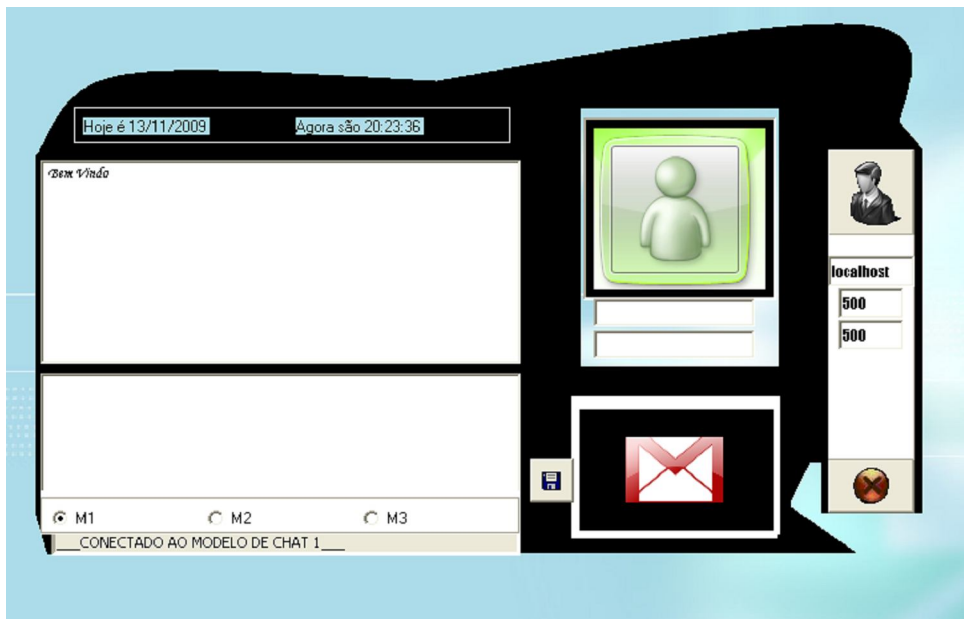 Hoje é 13/11/2009 Agora são 20:23:36
Bem Vindo
localhost
500
500
M1 M2 M3
___CONECTADO AO MODELO DE CHAT 1___